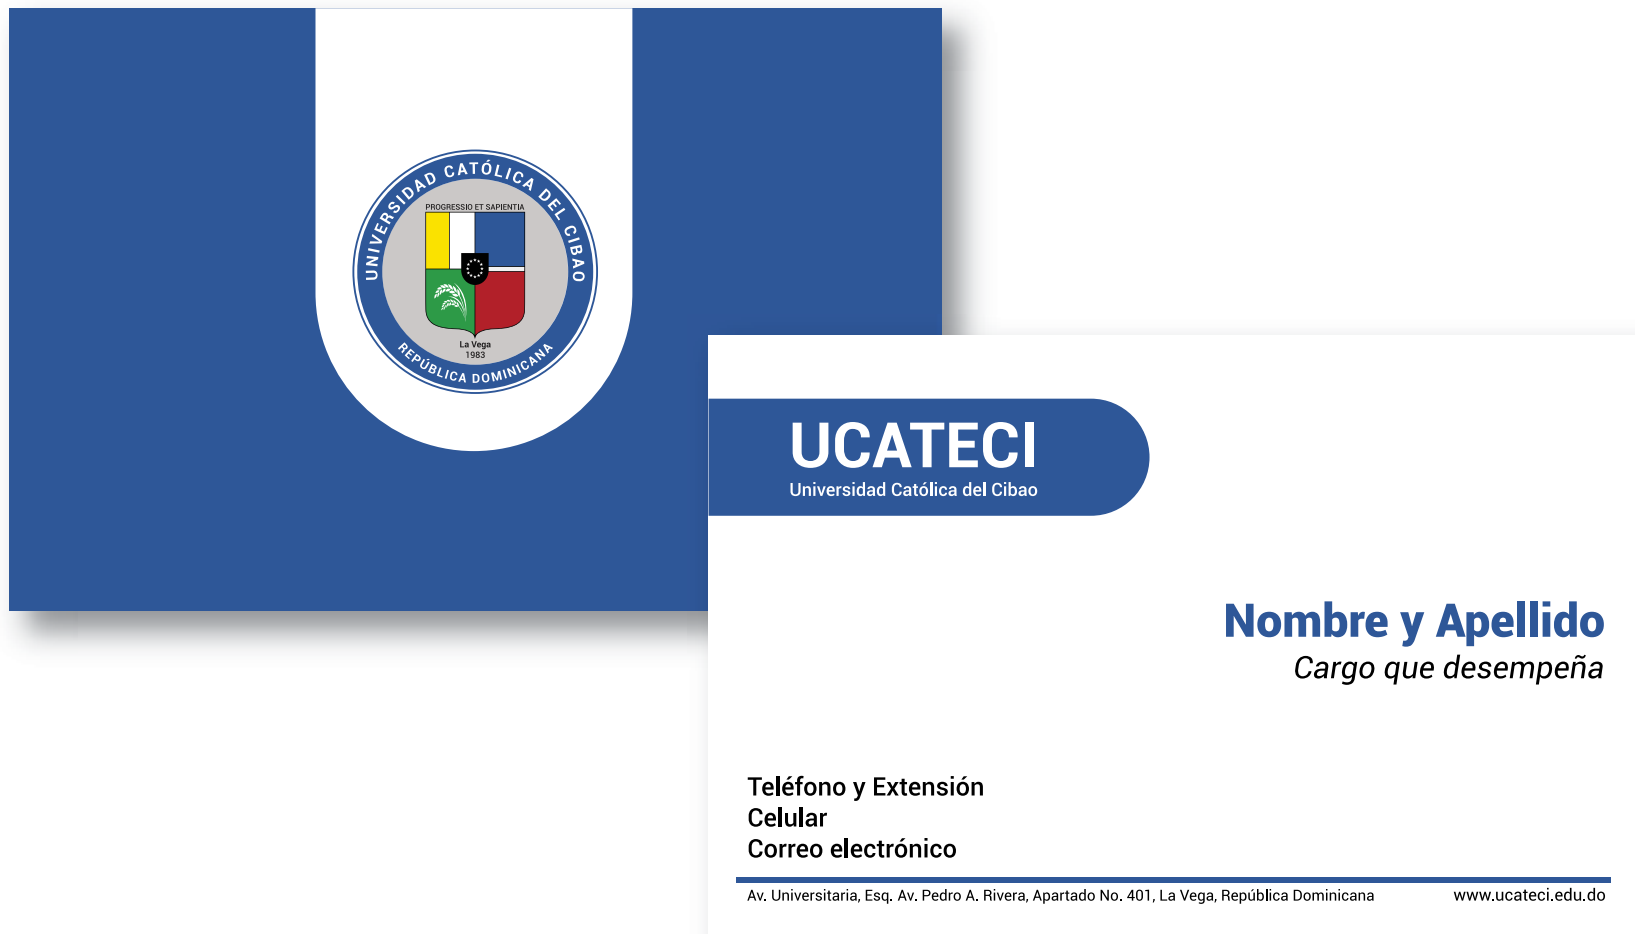 UNIVERSIDAD CATÓLICA DEL CIBAO
PROGRESSIO ET SAPIENTIA
La Vega
1983
REPÚBLICA DOMINICANA
UCATECI
Universidad Católica del Cibao
Nombre y Apellido
Cargo que desempeña
Teléfono y Extensión
Celular
Correo electrónico
Av. Universitaria, Esq. Av. Pedro A. Rivera, Apartado No. 401, La Vega, República Dominicana www.ucateci.edu.do